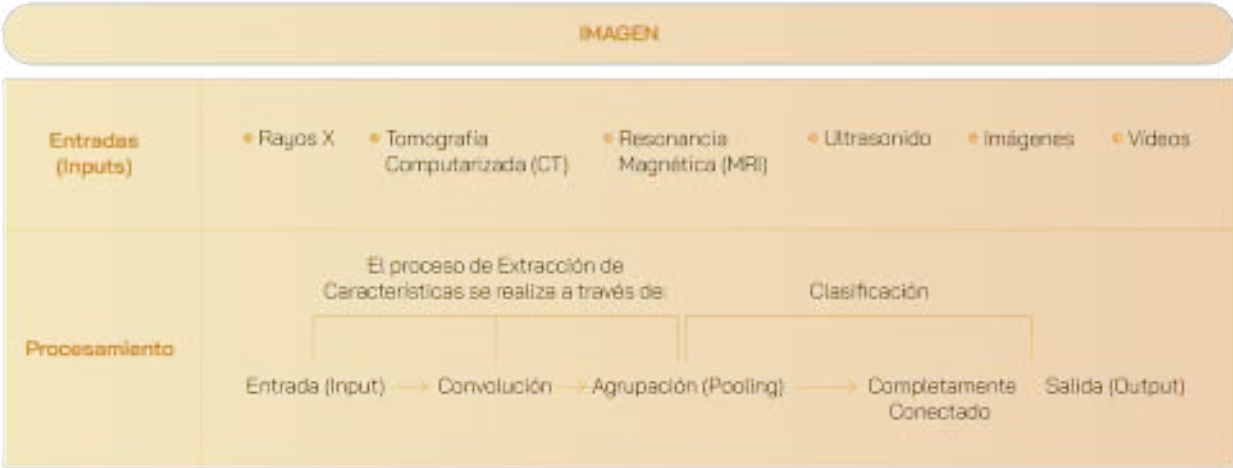 IMAGEN
Entradas
(Inputs)
• Rayos X
• Tomografía
Computarizada (CT)
• Resonancia
Magnética (MRI)
• Ultrasonido
• Imágenes
• Vídeos
Procesamiento
El proceso de Extracción de
Características se realiza a través de:
Clasificación
Entrada (Input)
Convolución
Agrupación (Pooling)
Completamente
Conectado
Salida (Output)